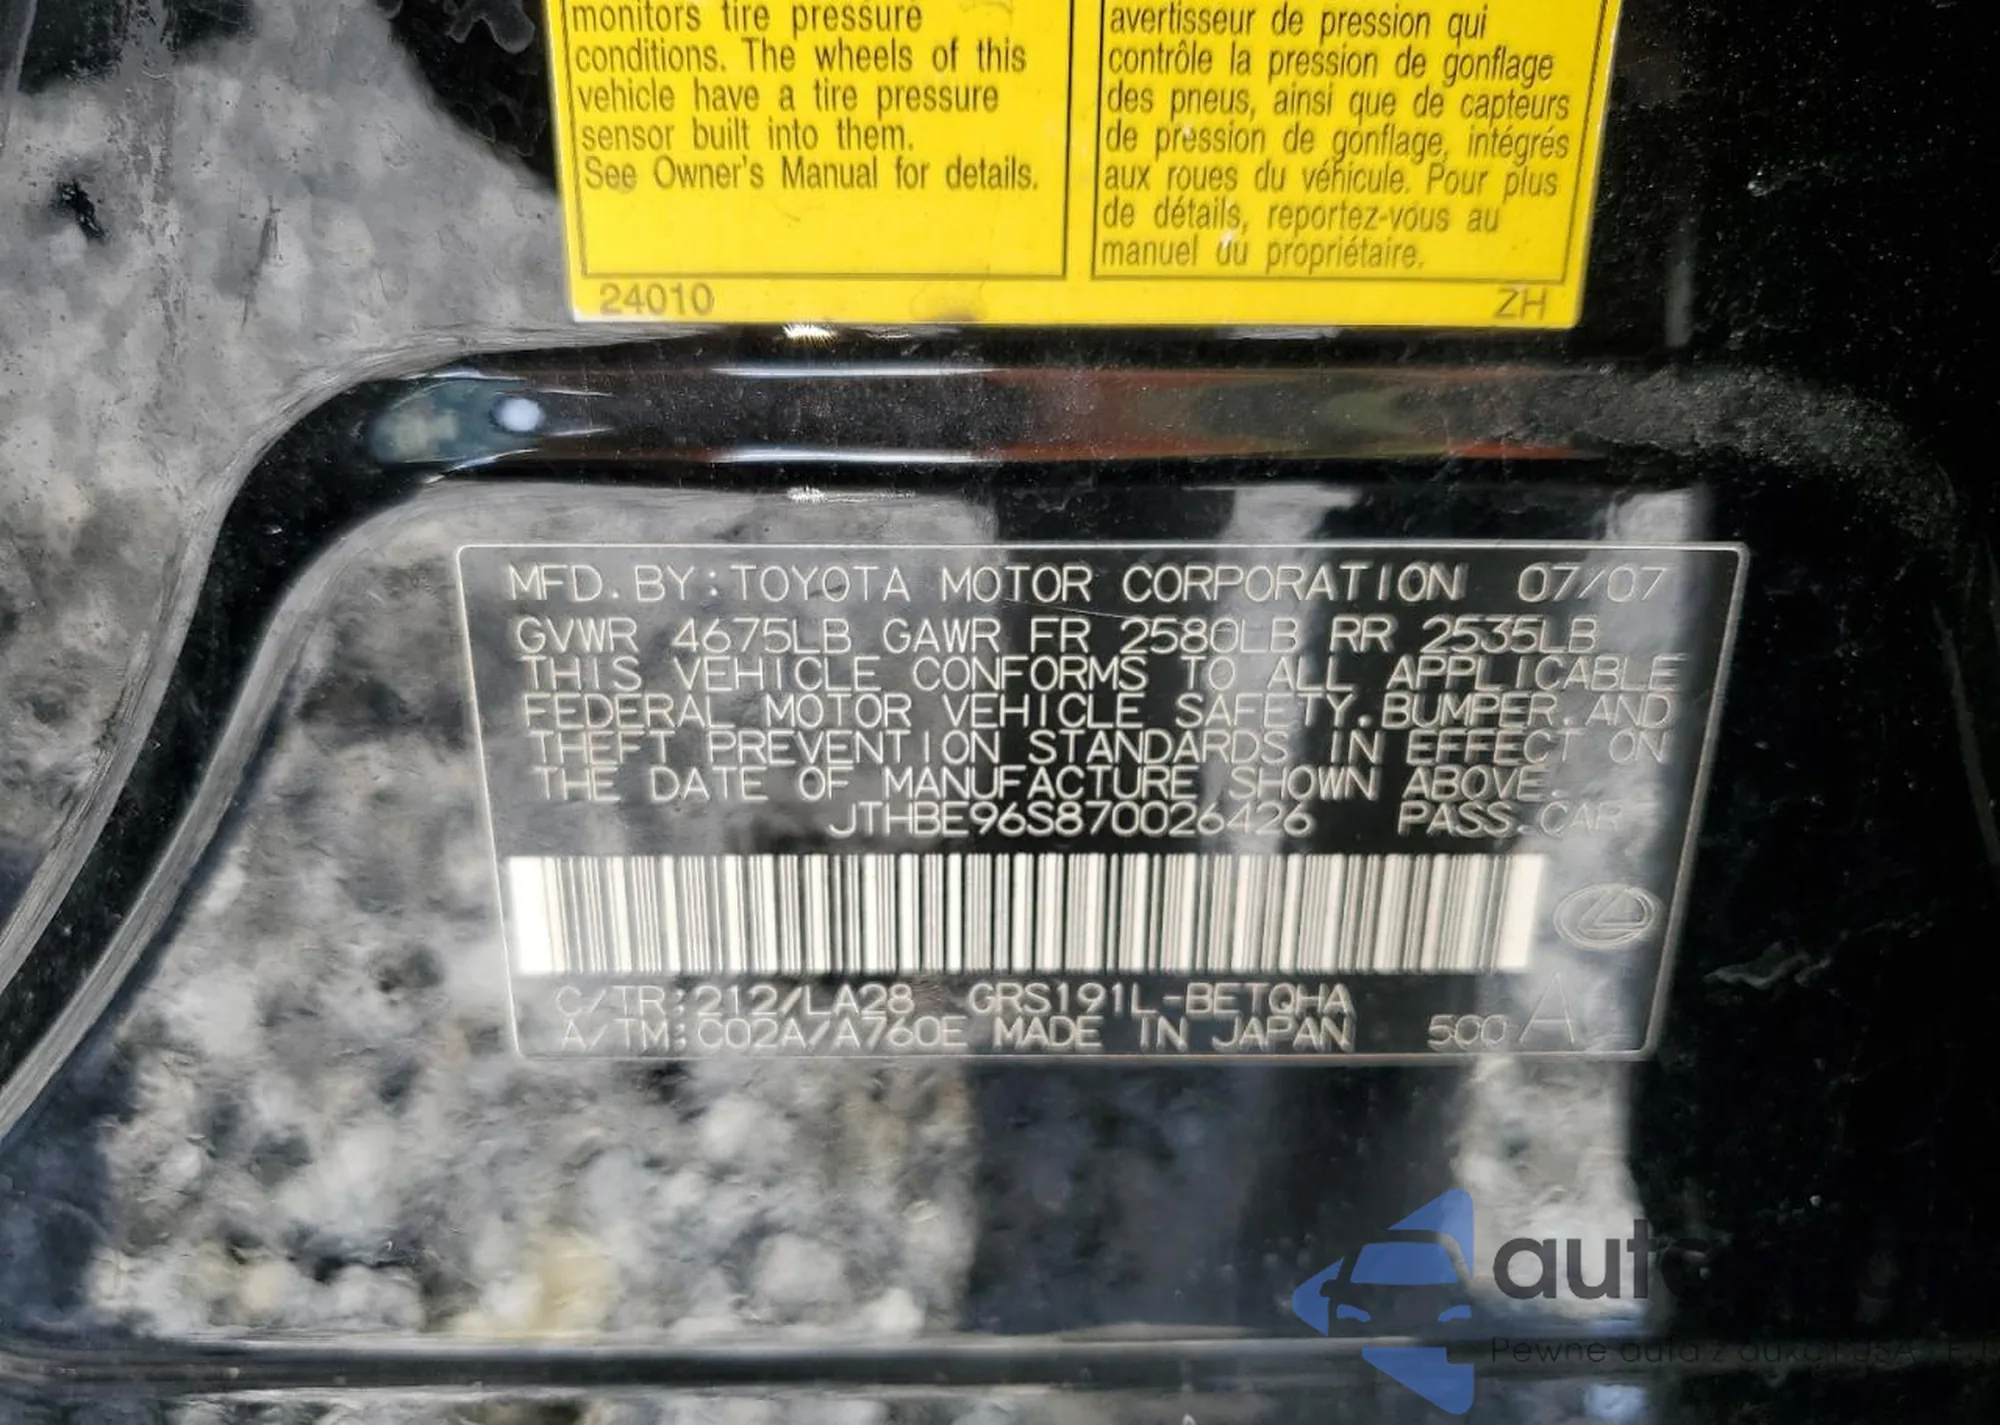 monitors tire pressure
conditions. The wheels of this
vehicle have a tire pressure
sensor built into them.
See Owner's Manual for details.
avertisseur de pression qui
contrôle la pression de gonflage
des pneus, ainsi que de capteurs
de pression de gonflage, intégrés
aux roues du véhicule. Pour plus
de détails, reportez-vous au
manuel du propriétaire.
24010
ZH
MFD. BY: TOYOTA MOTOR CORPORATION 07/07
GVWR 4675LB GAWR FR 2580LB RR 2535LB
THIS VEHICLE CONFORMS TO ALL APPLICABLE
FEDERAL MOTOR VEHICLE SAFETY, BUMPER, AND
THEFT PREVENTION STANDARDS IN EFFECT ON
THE DATE OF MANUFACTURE SHOWN ABOVE.
JTHBE96S870026426 PASS. CAR
C/TR: 212/LA28 GRS191L-BETQHA
A/TM: C02A/A760E MADE IN JAPAN 500 A
Pewne auta z aukcji USA